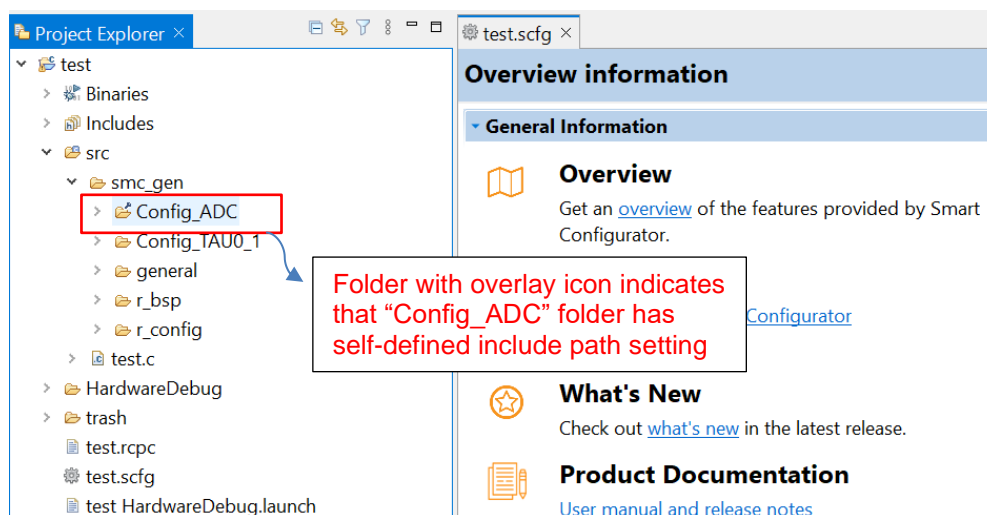 Project Explorer
test
Binaries
Includes
src
smc_gen
Config_ADC
Config_TAU0_1
general
r_bsp
r_config
test.c
HardwareDebug
trash
test.rcpc
test.scfg
test HardwareDebug.launch
test.scfg
Overview information
General Information
Overview
Get an overview of the features provided by Smart
Configurator.
Folder with overlay icon indicates
that “Config_ADC” folder has
self-defined include path setting
Configurator
What's New
Check out what's new in the latest release.
Product Documentation
User manual and release notes